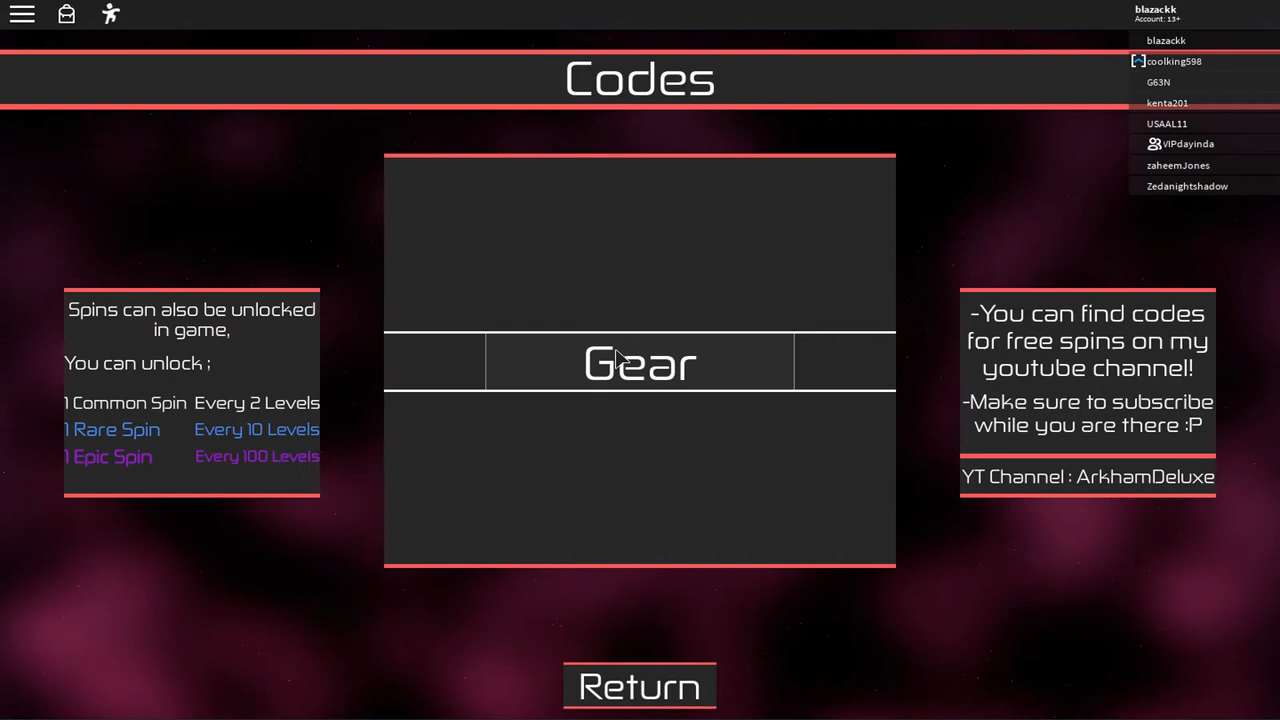 blazackk
Account: 13+
blazackk
coolking598
G63N
kenta201
USAAL11
VIPdayinda
zaheemJones
Zedanightshadow
Codes
Spins can also be unlocked
in game,
You can unlock ;
1 Common Spin Every 2 Levels
1 Rare Spin Every 10 Levels
1 Epic Spin Every 100 Levels
Gear
-You can find codes
for free spins on my
youtube channel!
-Make sure to subscribe
while you are there :P
YT Channel : ArkhamDeluxe
Return